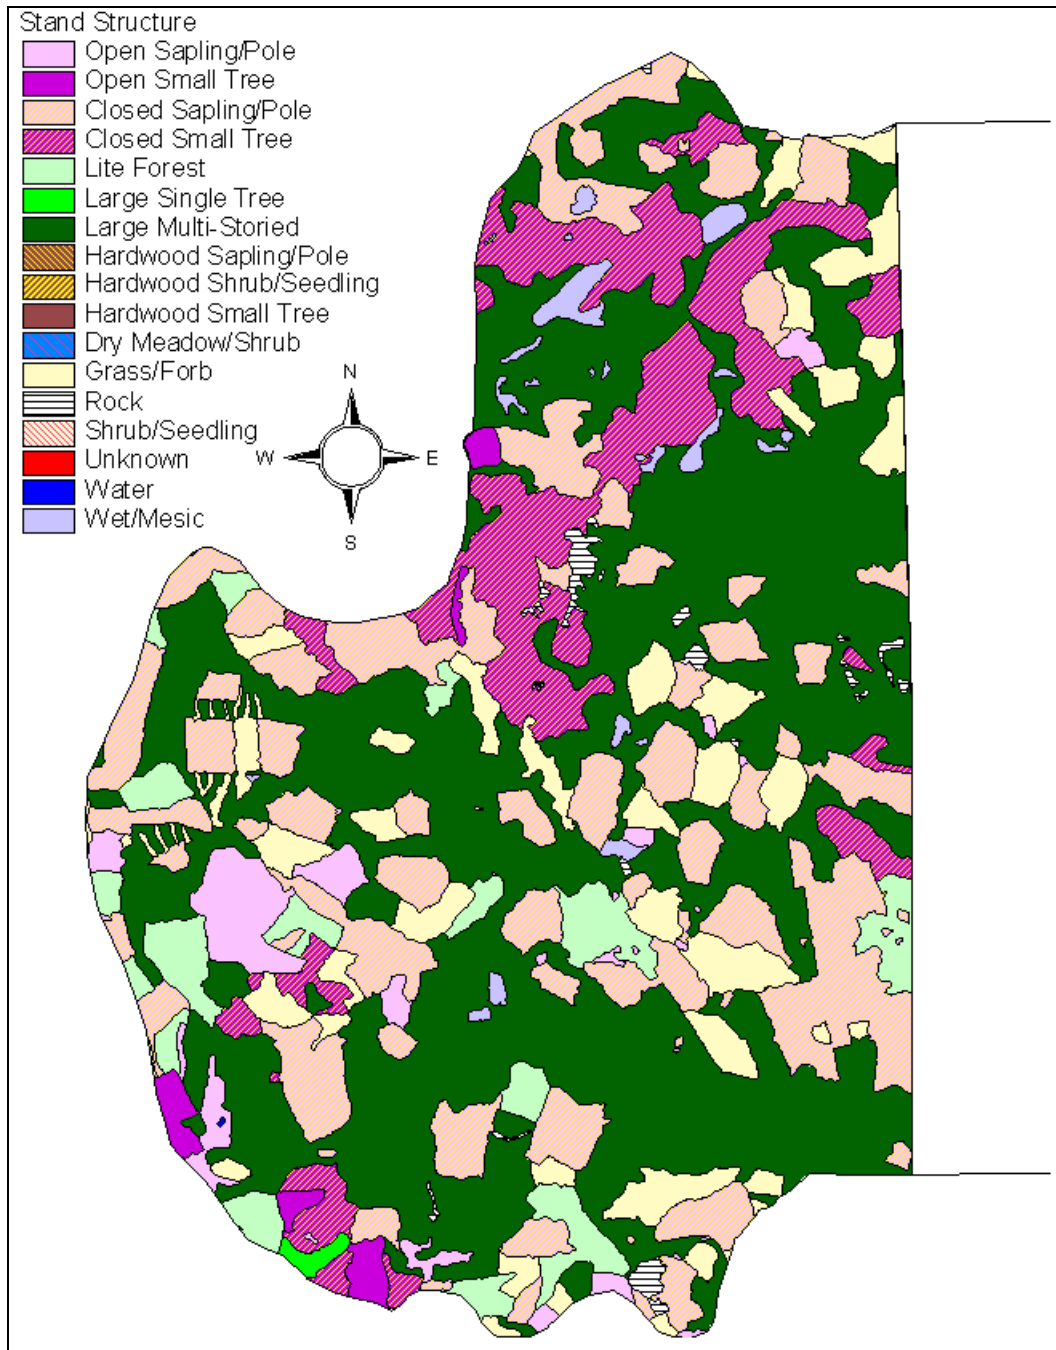 Stand Structure
Open Sapling/Pole
Open Small Tree
Closed Sapling/Pole
Closed Small Tree
Lite Forest
Large Single Tree
Large Multi-Storied
Hardwood Sapling/Pole
Hardwood Shrub/Seedling
Hardwood Small Tree
Dry Meadow/Shrub
Grass/Forb
Rock
Shrub/Seedling
Unknown
Water
Wet/Mesic
N
W E
S